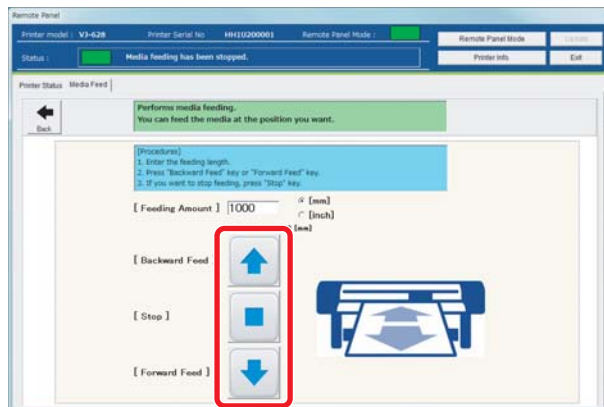 Remote Panel
Printer model : VJ-628 Printer Serial No HH10200001 Remote Panel Mode : Remote Panel Mode
Status : Media feeding has been stopped. Printer Info. Exit
Printer Status Media Feed
Back
Performs media feeding.
You can feed the media at the position you want.
[Procedures]
1. Enter the feeding length.
2. Press "Backward Feed" key or "Forward Feed" key.
3. If you want to stop feeding, press "Stop" key.
[ Feeding Amount ] 1000 [mm]
[inch]
[mm]
[ Backward Feed
[ Stop ]
[ Forward Feed ]